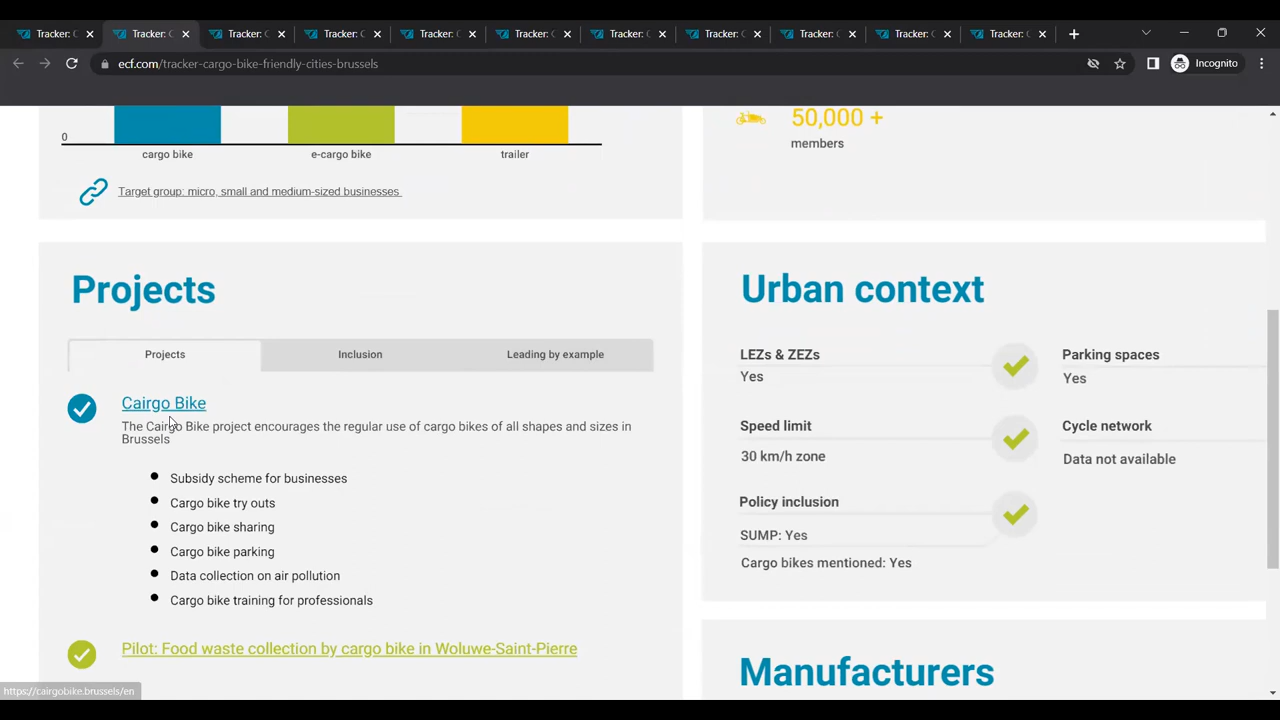 Tracker: C
Tracker: C
Tracker: C
Tracker: C
Tracker: C
Tracker: C
Tracker: C
Tracker: C
Tracker: C
Tracker: C
Tracker: C
ecf.com/tracker-cargo-bike-friendly-cities-brussels
Incognito
0
cargo bike
e-cargo bike
trailer
Target group: micro, small and medium-sized businesses
50,000 +
members
Projects
Projects
Inclusion
Leading by example
Cairgo Bike
The Cairgo Bike project encourages the regular use of cargo bikes of all shapes and sizes in
Brussels
Subsidy scheme for businesses
Cargo bike try outs
Cargo bike sharing
Cargo bike parking
Data collection on air pollution
Cargo bike training for professionals
Pilot: Food waste collection by cargo bike in Woluwe-Saint-Pierre
Urban context
LEZs & ZEZs
Yes
Parking spaces
Yes
Speed limit
30 km/h zone
Cycle network
Data not available
Policy inclusion
SUMP: Yes
Cargo bikes mentioned: Yes
Manufacturers
https://cairgobike.brussels/en